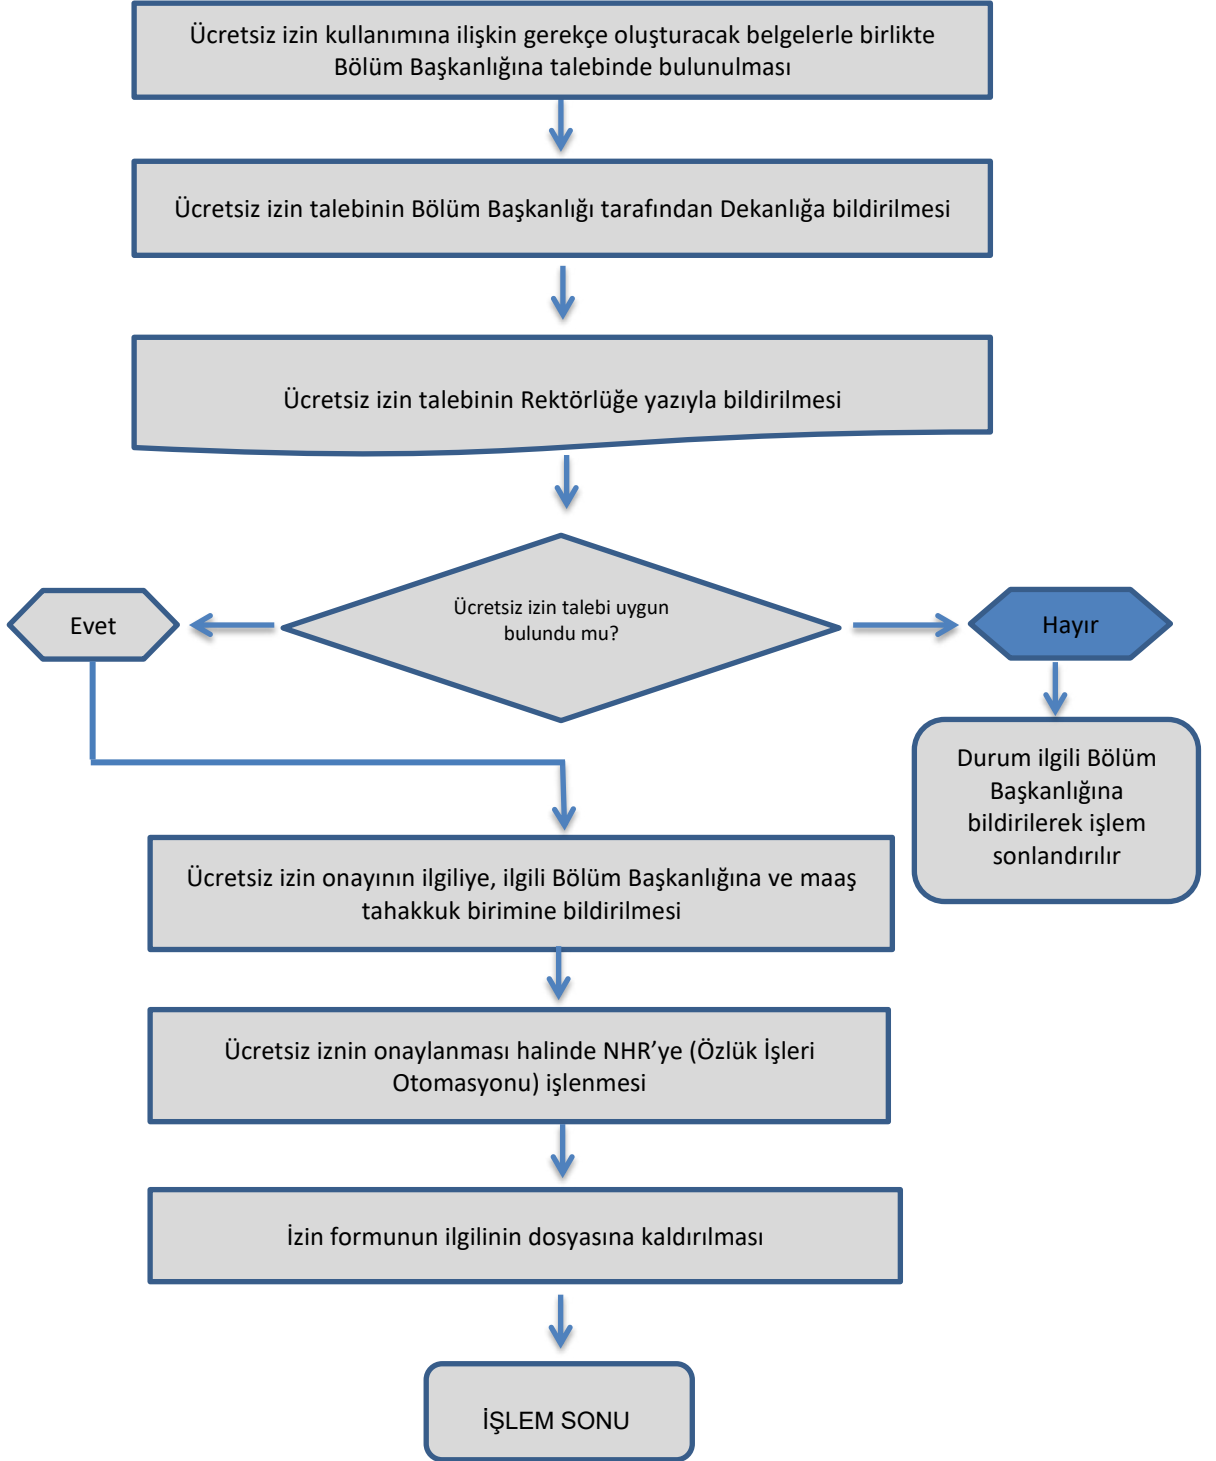 Ücretsiz izin kullanımına ilişkin gerekçe oluşturacak belgelerle birlikte
Bölüm Başkanlığına talebinde bulunulması
Ücretsiz izin talebinin Bölüm Başkanlığı tarafından Dekanlığa bildirilmesi
Ücretsiz izin talebinin Rektörlüğe yazıyla bildirilmesi
Ücretsiz izin talebi uygun
bulundu mu?
Evet
Hayır
Durum ilgili Bölüm
Başkanlığına
bildirilerek işlem
sonlandırılır
Ücretsiz izin onayının ilgiliye, ilgili Bölüm Başkanlığına ve maaş
tahakkuk birimine bildirilmesi
Ücretsiz iznin onaylanması halinde NHR’ye (Özlük İşleri
Otomasyonu) işlenmesi
İzin formunun ilgilinin dosyasına kaldırılması
İŞLEM SONU